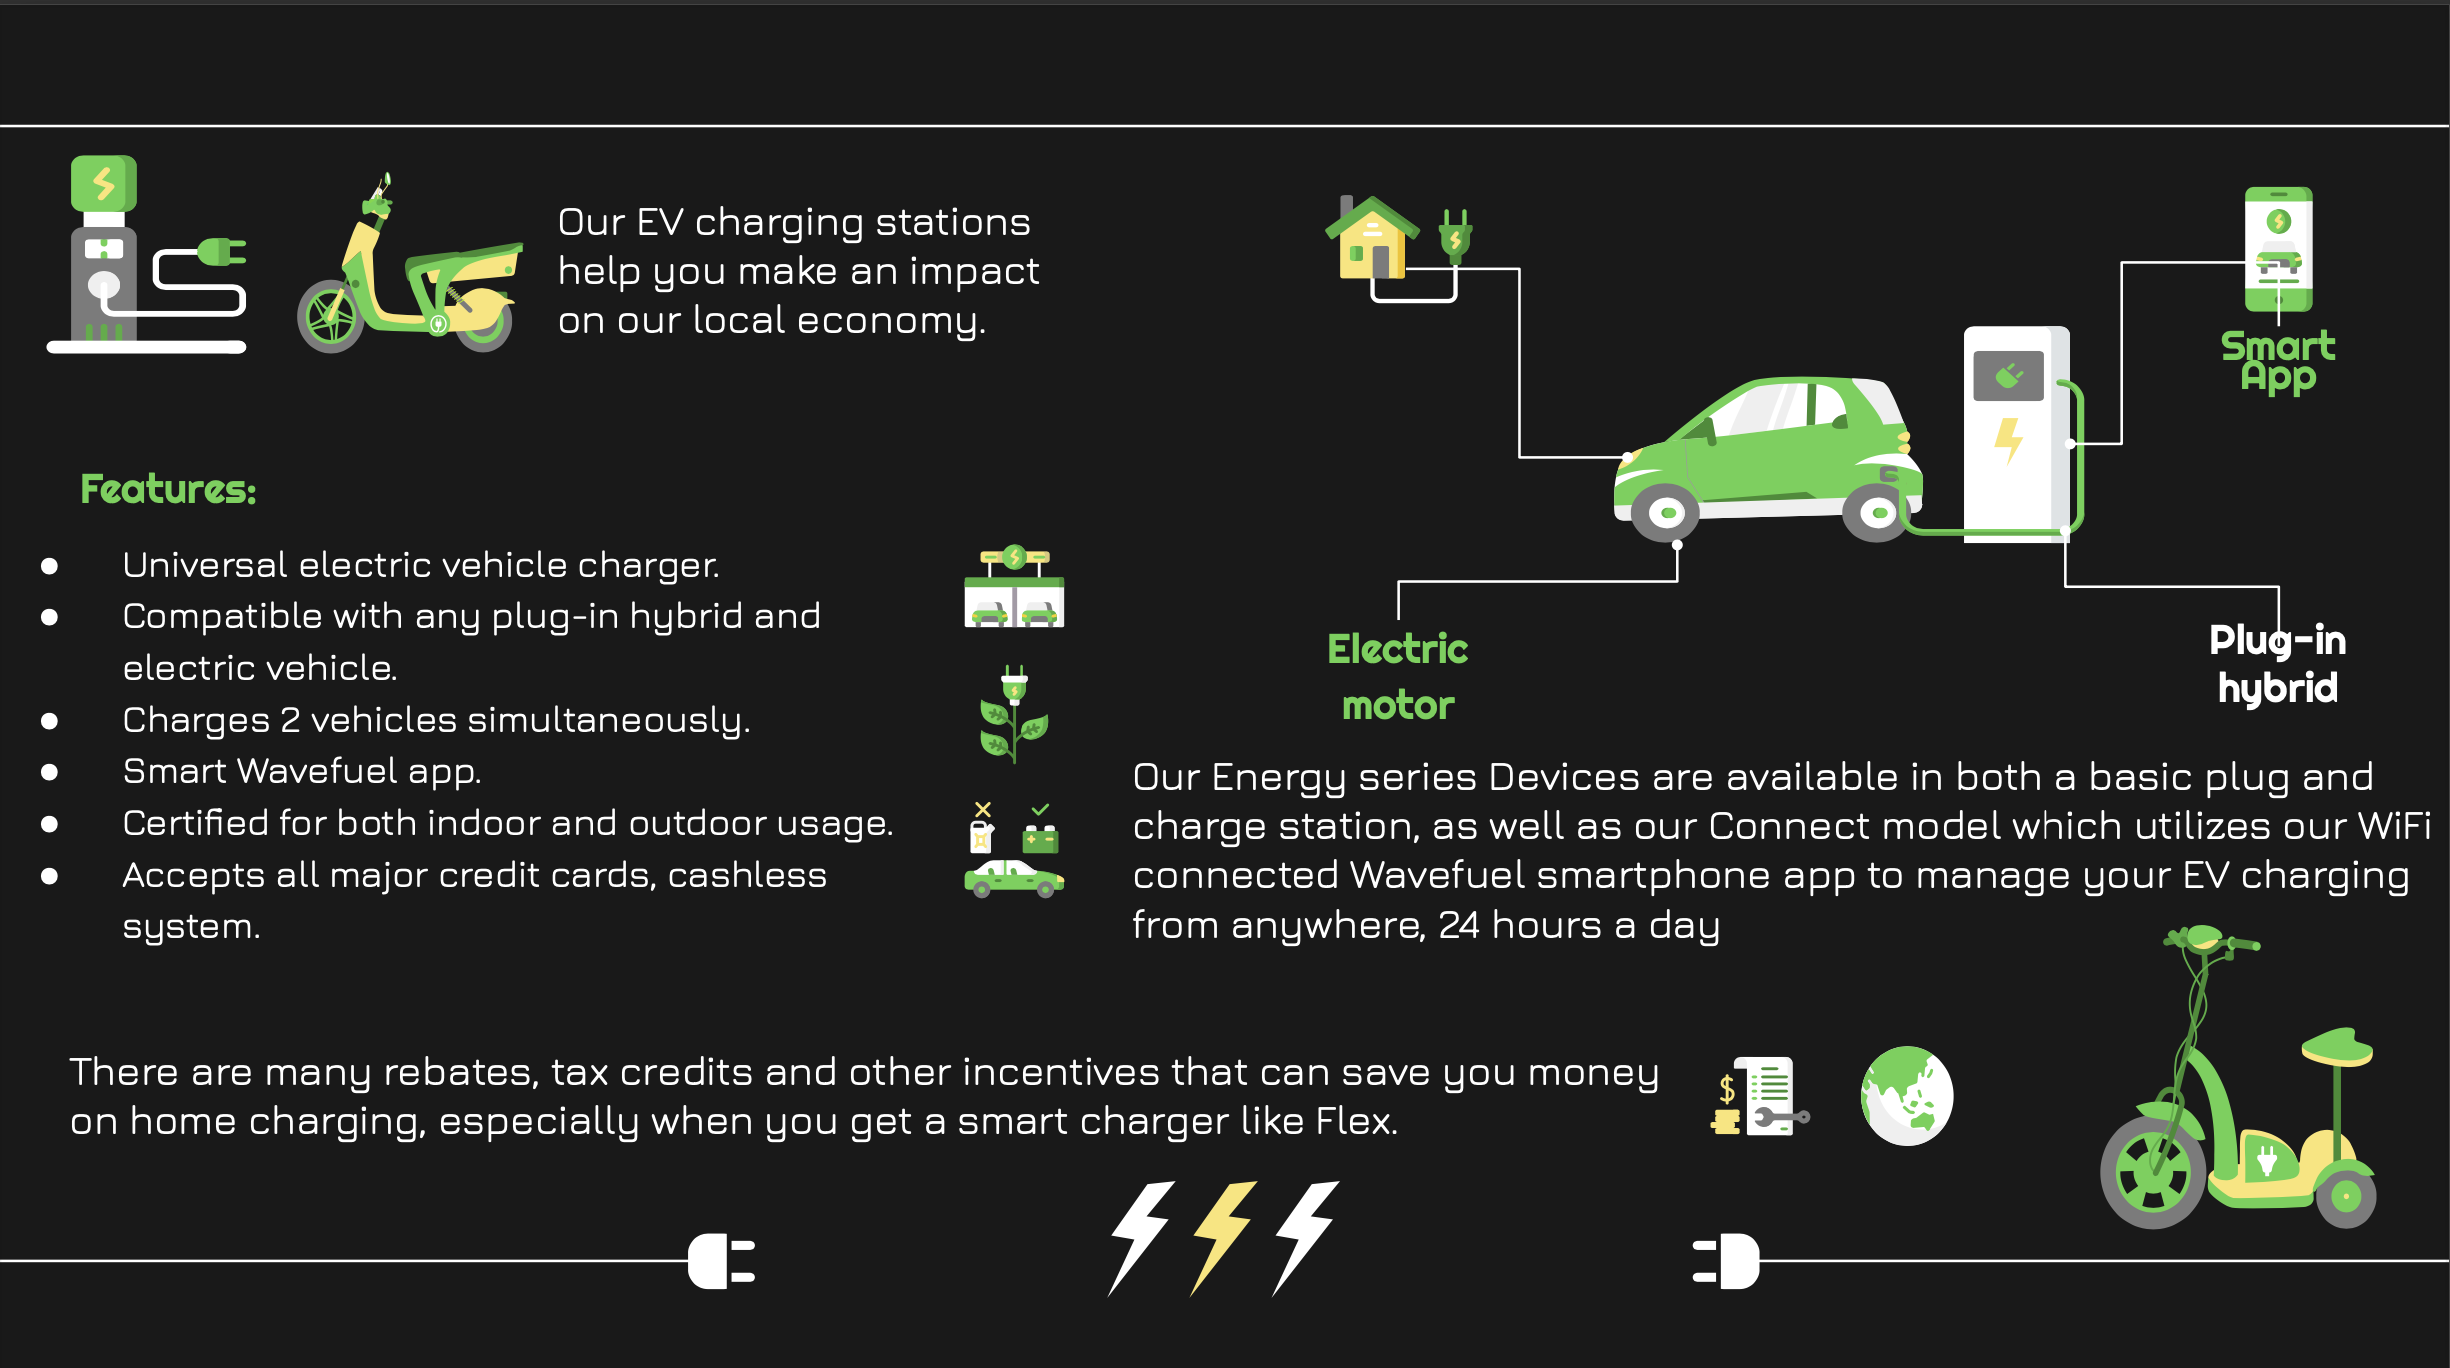 Our EV charging stations
help you make an impact
on our local economy.
Smart
App
Features:
● Universal electric vehicle charger.
● Compatible with any plug-in hybrid and
electric vehicle.
● Charges 2 vehicles simultaneously.
● Smart Wavefuel app.
● Certified for both indoor and outdoor usage.
● Accepts all major credit cards, cashless
system.
Electric
motor
Plug-in
hybrid
Our Energy series Devices are available in both a basic plug and
charge station, as well as our Connect model which utilizes our WiFi
connected Wavefuel smartphone app to manage your EV charging
from anywhere, 24 hours a day
There are many rebates, tax credits and other incentives that can save you money
on home charging, especially when you get a smart charger like Flex.
$